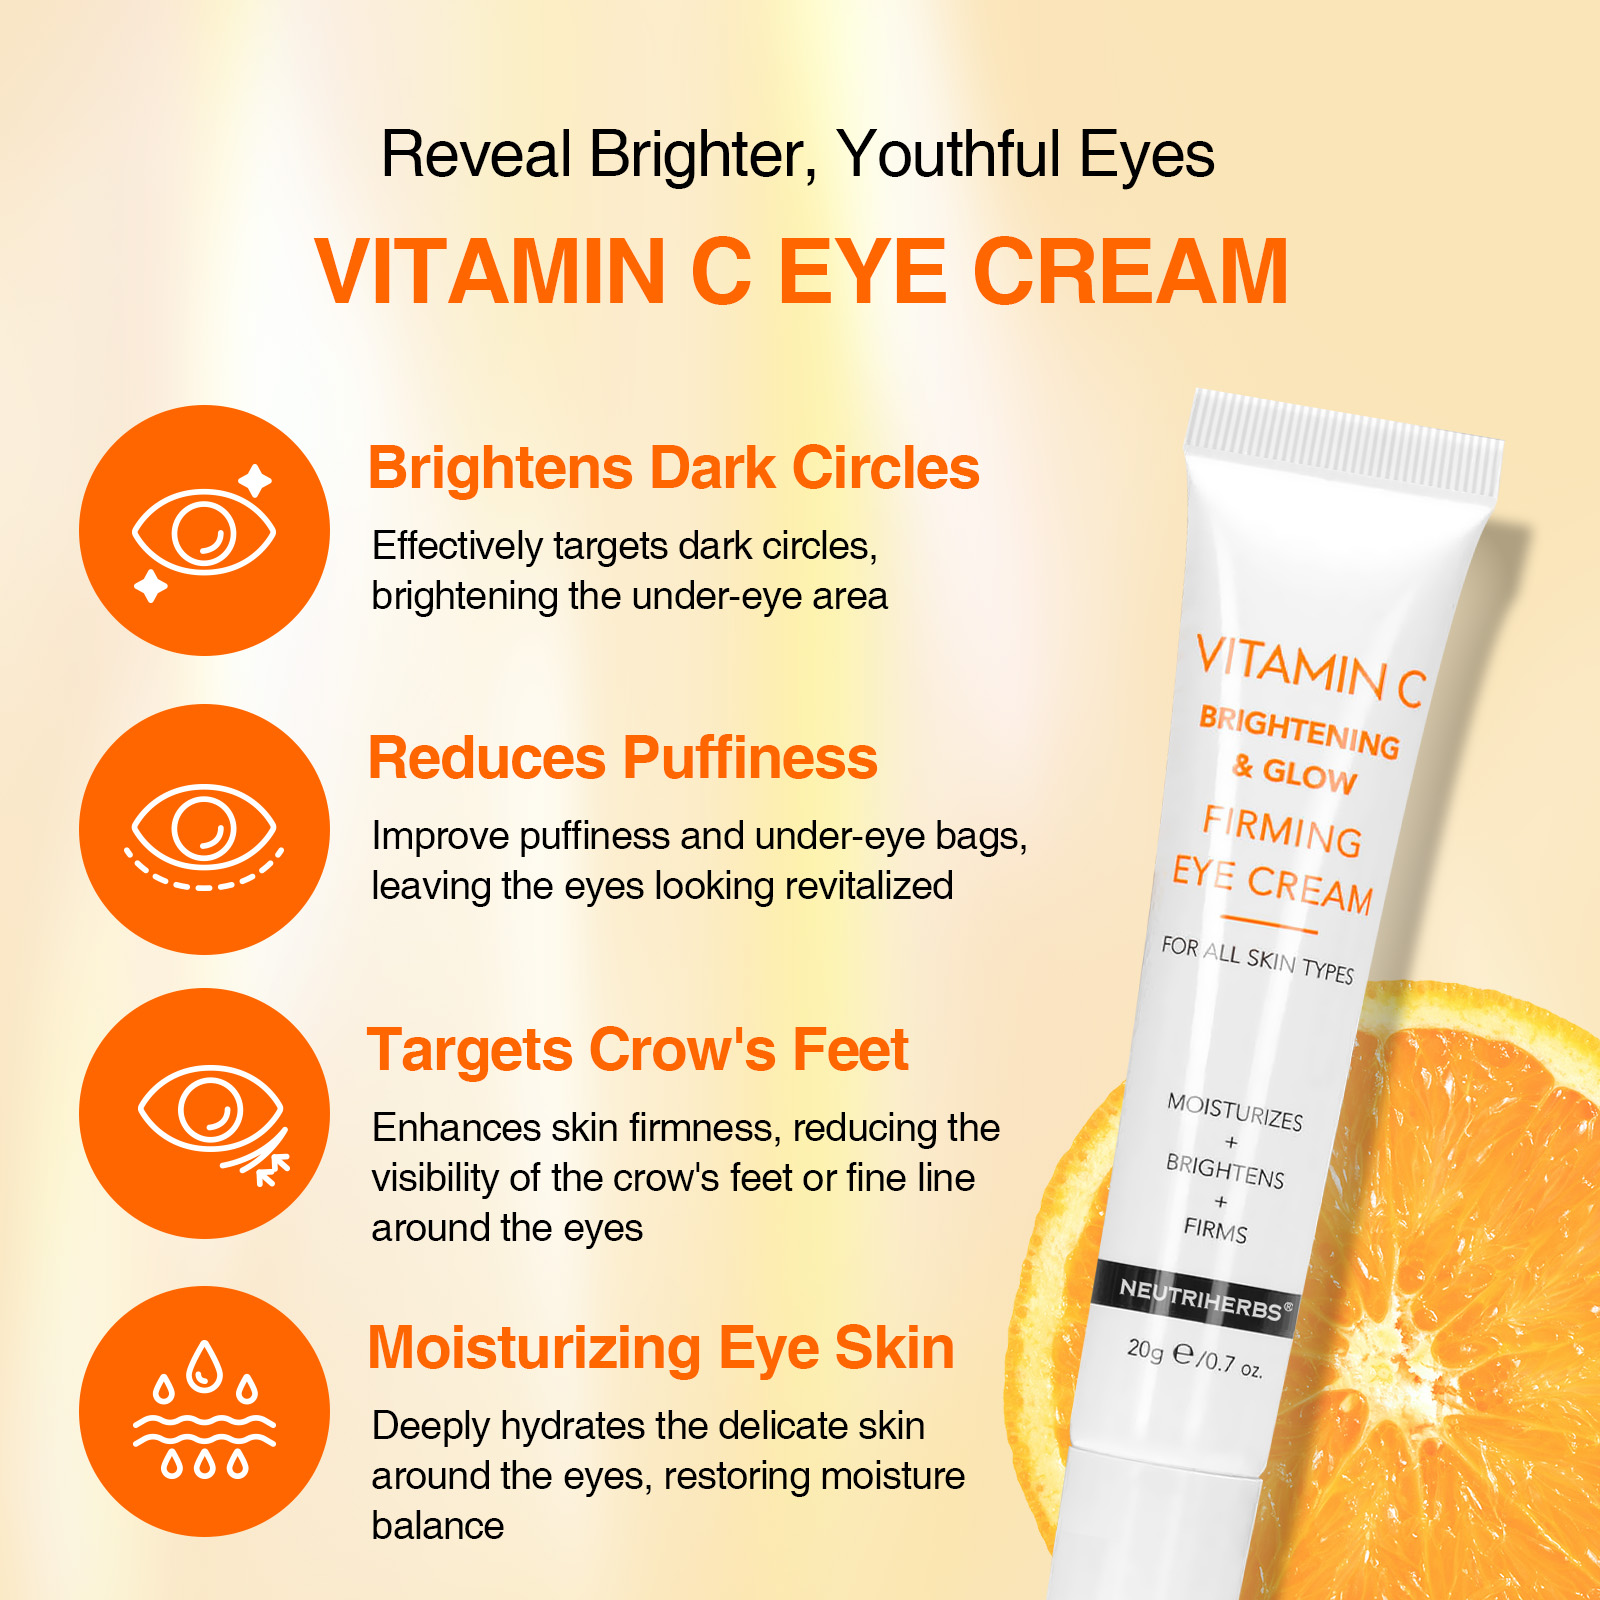 Reveal Brighter, Youthful Eyes
VITAMIN C EYE CREAM
Brightens Dark Circles
Effectively targets dark circles,
brightening the under-eye area
Reduces Puffiness
Improve puffiness and under-eye bags,
leaving the eyes looking revitalized
Targets Crow's Feet
Enhances skin firmness, reducing the
visibility of the crow's feet or fine line
around the eyes
Moisturizing Eye Skin
Deeply hydrates the delicate skin
around the eyes, restoring moisture
balance
VITAMIN C
BRIGHTENING
& GLOW
FIRMING
EYE CREAM
FOR ALL SKIN TYPES
MOISTURIZES
+
BRIGHTENS
+
FIRMS
NEUTRIHERBS®
20g ℮/0.7 oz.